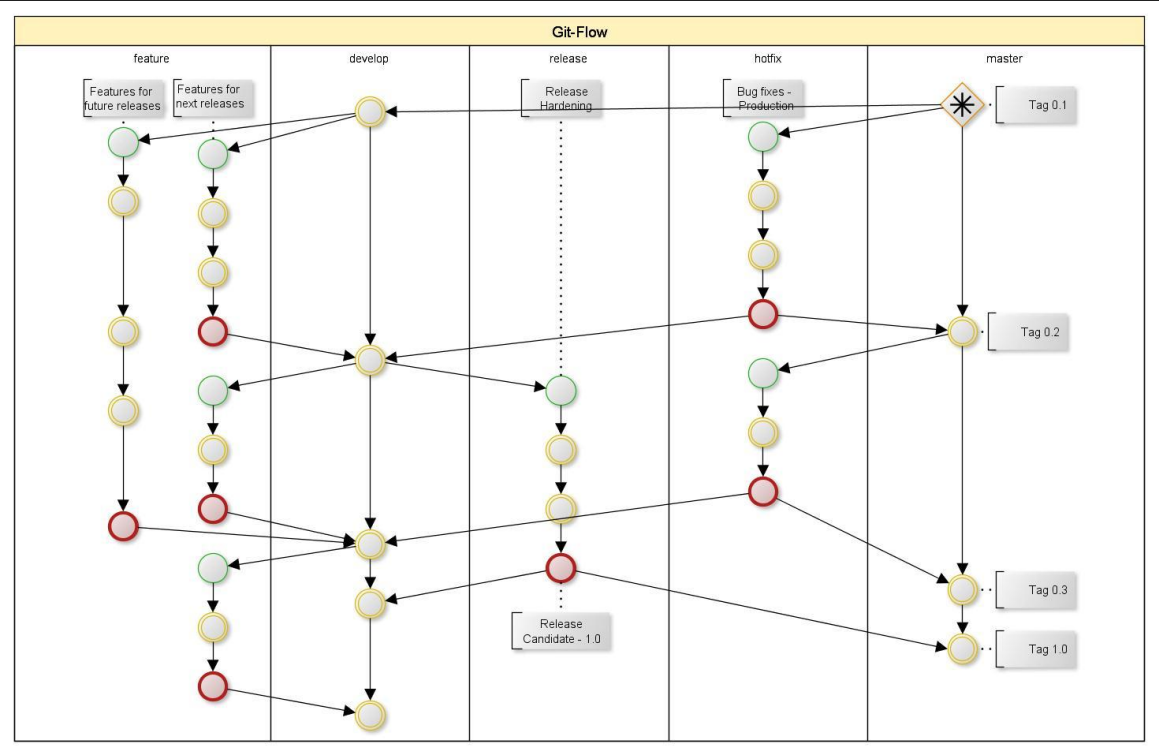 Git-Flow
feature
develop
release
hotfix
master
Features for
future releases
Features for
next releases
Release
Hardening
Bug fixes -
Production
Tag 0.1
Tag 0.2
Tag 0.3
Release
Candidate - 1.0
Tag 1.0